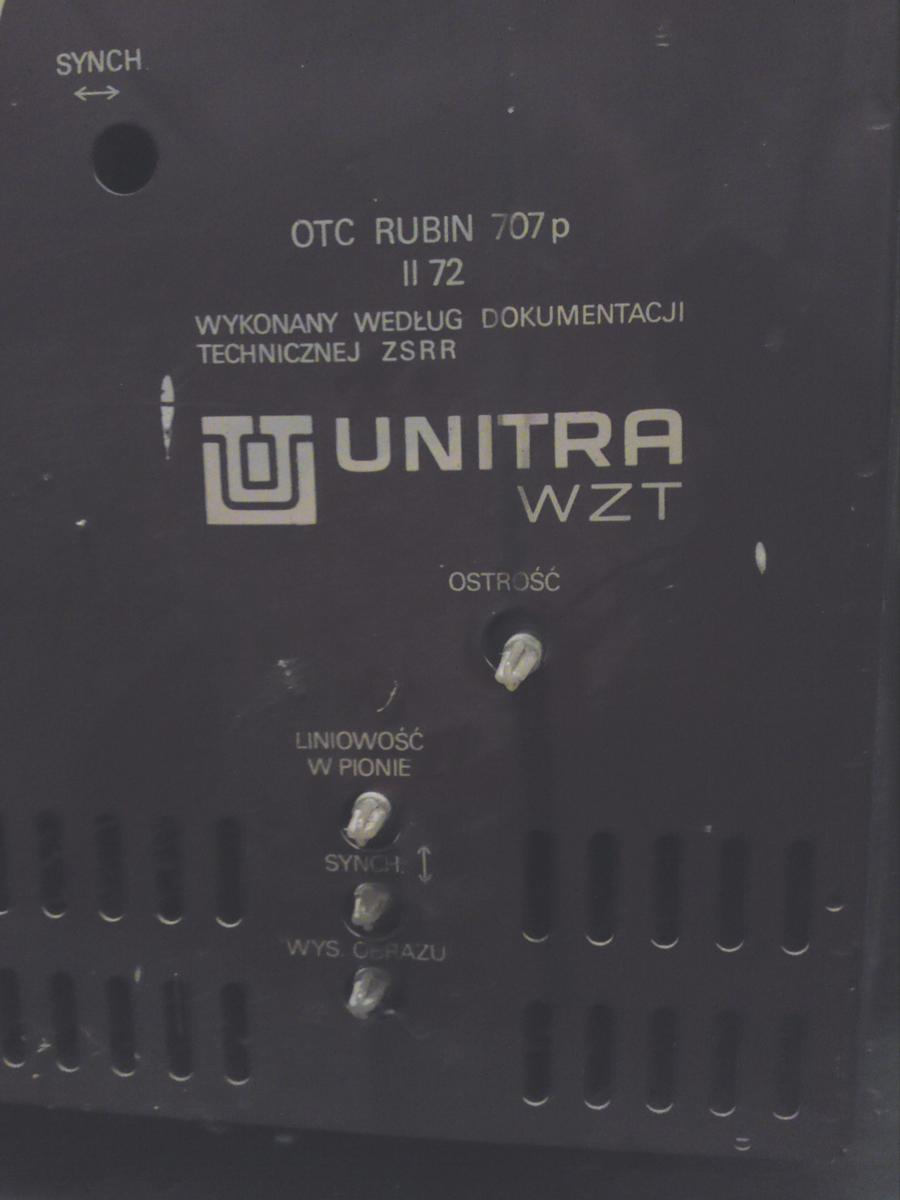 SYNCH
↔
OTC RUBIN 707p
II 72
WYKONANY WEDŁUG DOKUMENTACJI
TECHNICZNEJ ZSRR
UNITRA
WZT
OSTROŚĆ
LINIOWOŚĆ
W PIONIE
SYNCH. ↕
WYS. OBRAZU